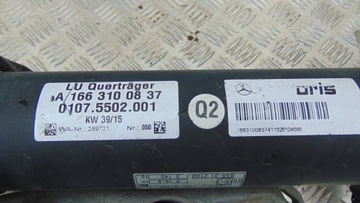 LU Querträger
A/166 310 08 37
0107.5502.001
KW 39/15
WA-Nr.: 289721 Nr.: 050
Q2
oris